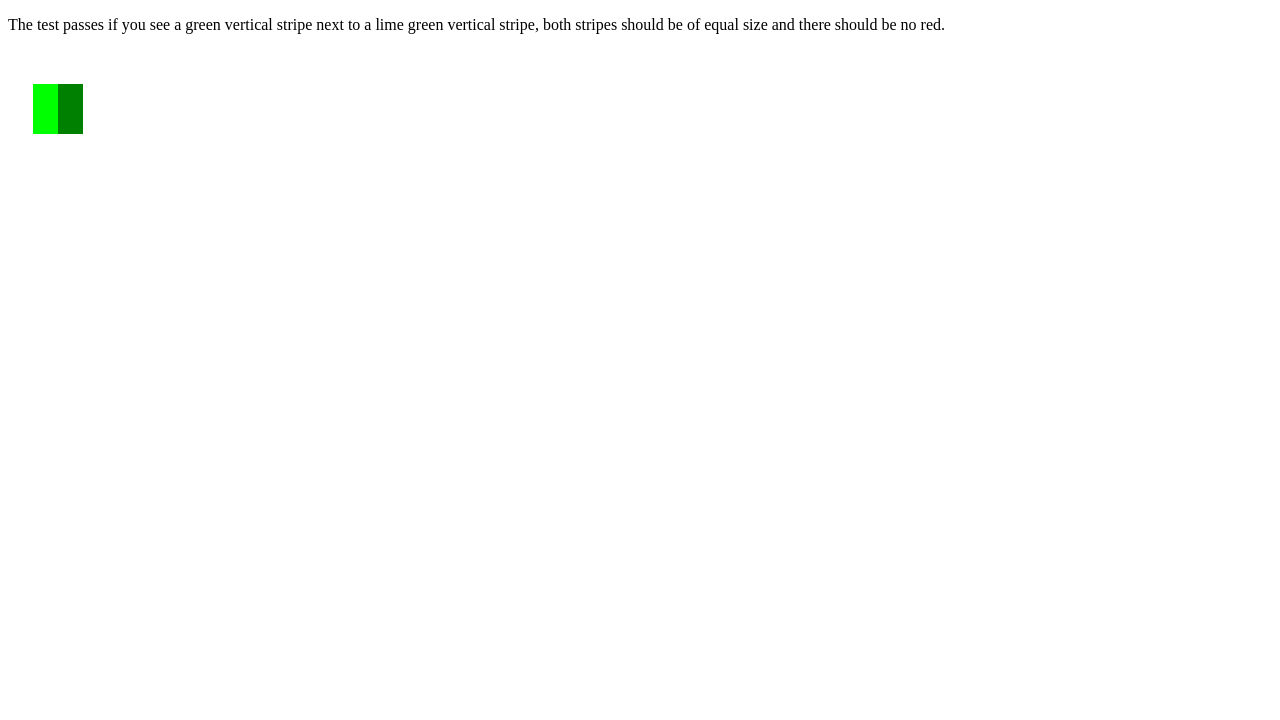 The test passes if you see a green vertical stripe next to a lime green vertical stripe, both stripes should be of equal size and there should be no red.